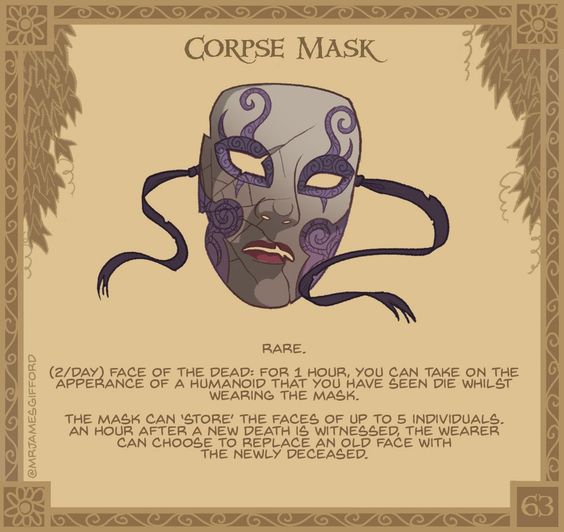 CORPSE MASK
RARE.
(2/DAY) FACE OF THE DEAD: FOR 1 HOUR, YOU CAN TAKE ON THE
APPERANCE OF A HUMANOID THAT YOU HAVE SEEN DIE WHILST
WEARING THE MASK.
THE MASK CAN 'STORE' THE FACES OF UP TO 5 INDIVIDUALS.
AN HOUR AFTER A NEW DEATH IS WITNESSED, THE WEARER
CAN CHOOSE TO REPLACE AN OLD FACE WITH
THE NEWLY DECEASED.
@MRJAMESGIFFORD
63